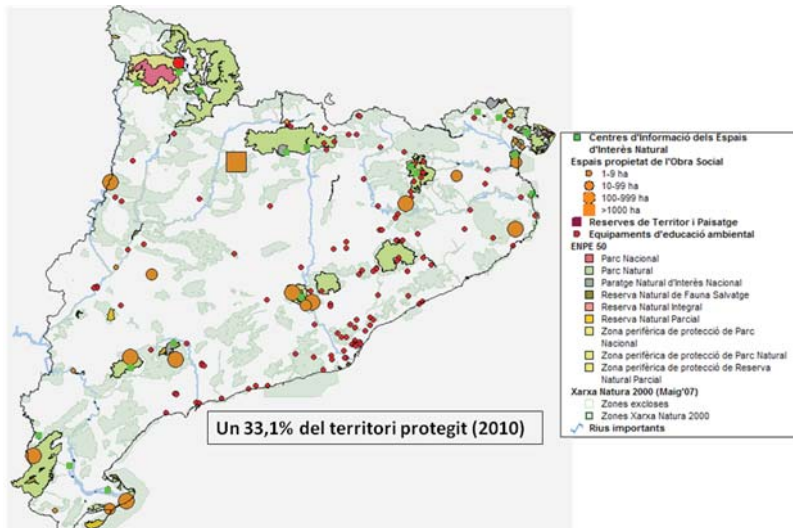 Centres d'Informació dels Espais
d'Interès Natural
Espais propietat de l'Obra Social
1-9 ha
10-99 ha
100-999 ha
>1000 ha
Reserves de Territor i Paisatge
Equipaments d'educació ambiental
ENPE 50
Parc Nacional
Parc Natural
Paratge Natural d'Interès Nacional
Reserva Natural de Fauna Salvatge
Reserva Natural Integral
Reserva Natural Parcial
Zona perifèrica de protecció de Parc
Nacional
Zona perifèrica de protecció de Parc Natural
Zona perifèrica de protecció de Reserva
Natural Parcial
Xarxa Natura 2000 (Maig'07)
Zones excloses
Zones Xarxa Natura 2000
Rius importants
Un 33,1% del territori protegit (2010)